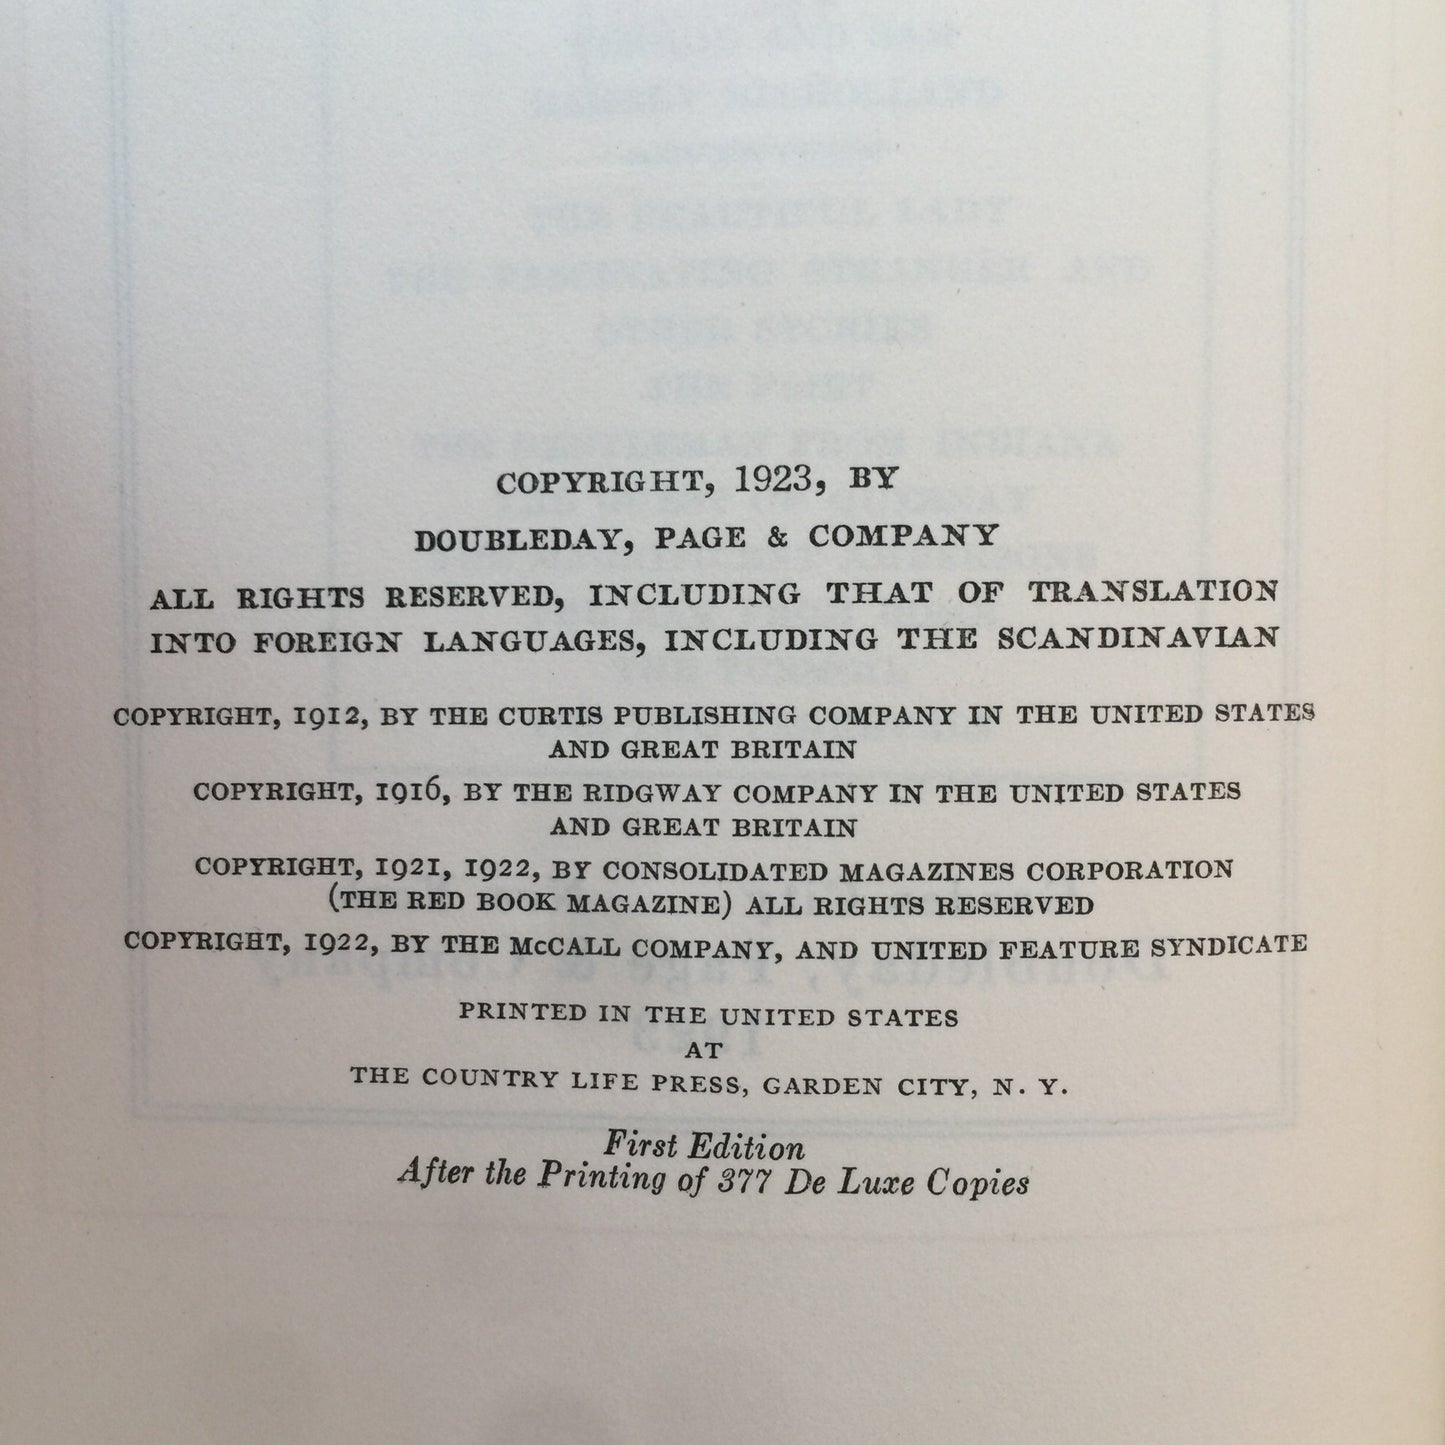 COPYRIGHT, 1923, BY
DOUBLEDAY, PAGE & COMPANY
ALL RIGHTS RESERVED, INCLUDING THAT OF TRANSLATION
INTO FOREIGN LANGUAGES, INCLUDING THE SCANDINAVIAN
COPYRIGHT, 1912, BY THE CURTIS PUBLISHING COMPANY IN THE UNITED STATES
AND GREAT BRITAIN
COPYRIGHT, 1916, BY THE RIDGWAY COMPANY IN THE UNITED STATES
AND GREAT BRITAIN
COPYRIGHT, 1921, 1922, BY CONSOLIDATED MAGAZINES CORPORATION
(THE RED BOOK MAGAZINE) ALL RIGHTS RESERVED
COPYRIGHT, 1922, BY THE McCALL COMPANY, AND UNITED FEATURE SYNDICATE
PRINTED IN THE UNITED STATES
AT
THE COUNTRY LIFE PRESS, GARDEN CITY, N. Y.
First Edition
After the Printing of 377 De Luxe Copies